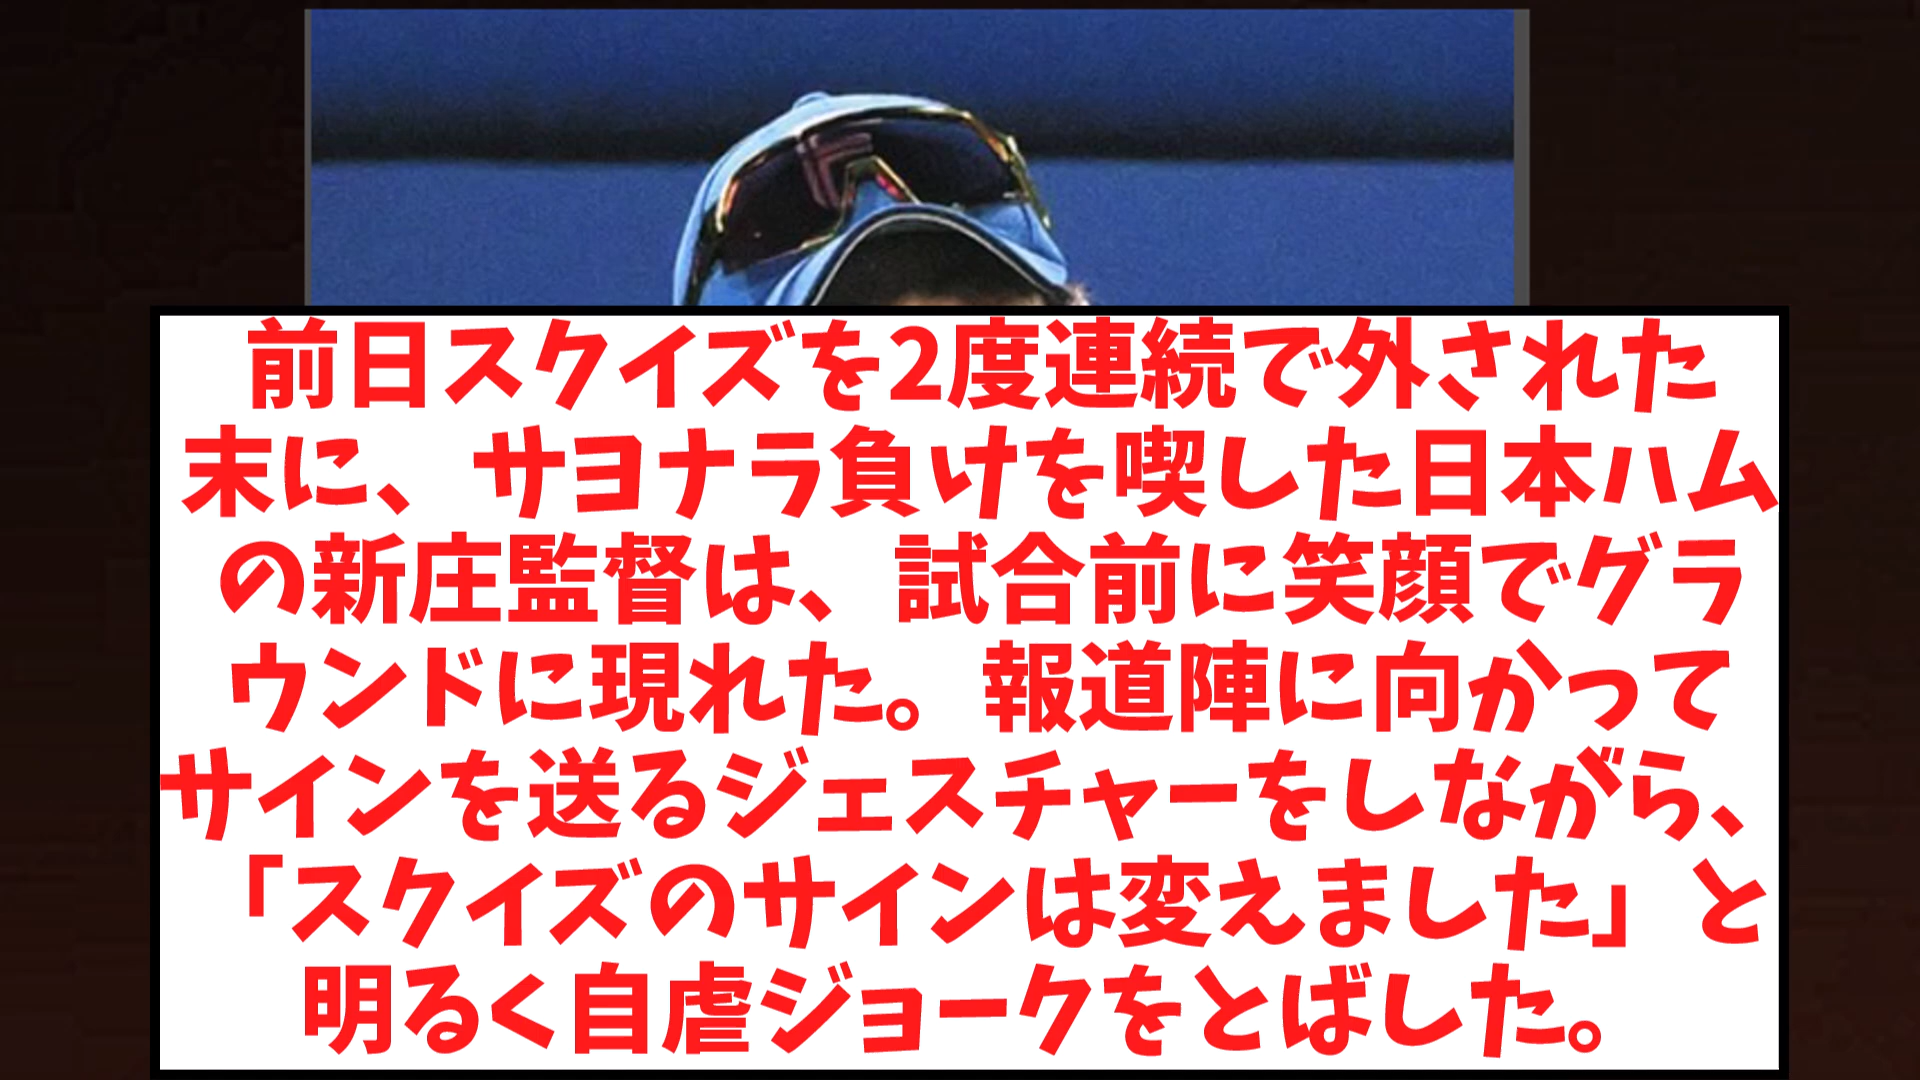 前日スクイズを2度連続で外された
末に、サヨナラ負けを喫した日本ハム
の新庄監督は、試合前に笑顔でグラ
ウンドに現れた。報道陣に向かって
サインを送るジェスチャーをしながら、
「スクイズのサインは変えました」と
明るく自虐ジョークをとばした。